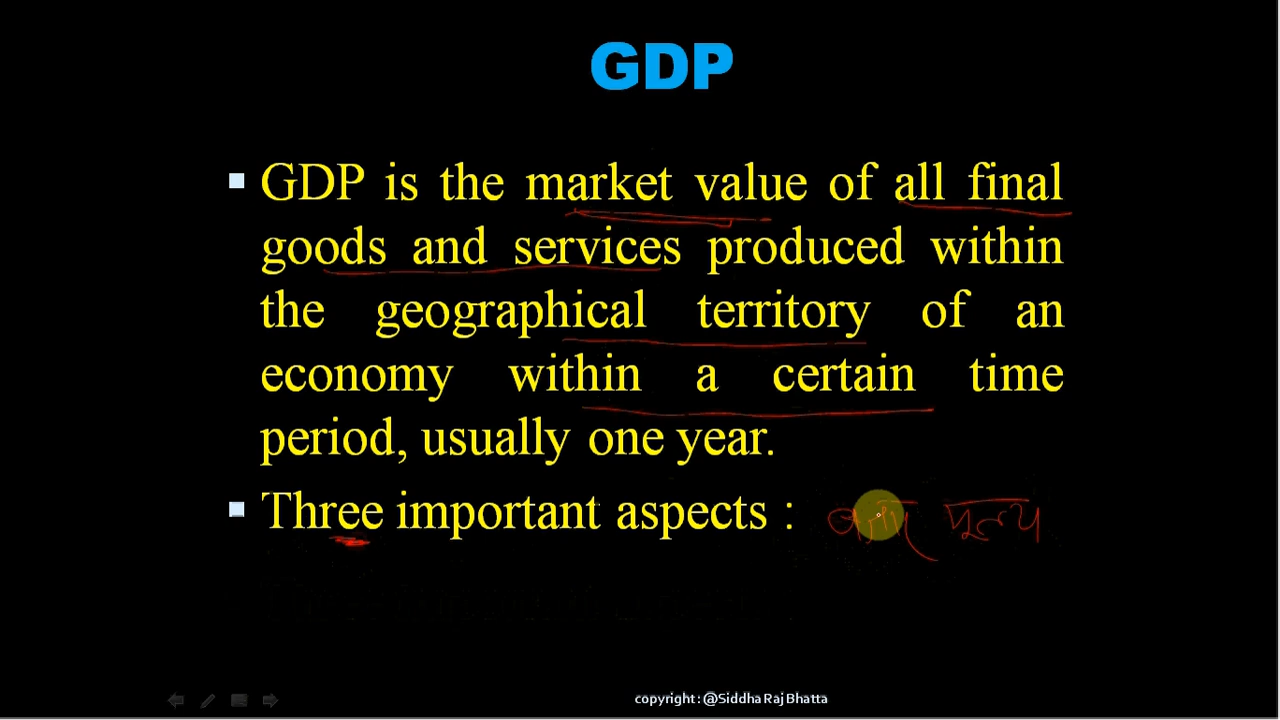 GDP
GDP is the market value of all final
goods and services produced within
the geographical territory of an
economy within a certain time
period, usually one year.
Three important aspects : बजार मूल्य
copyright : @Siddha Raj Bhatta